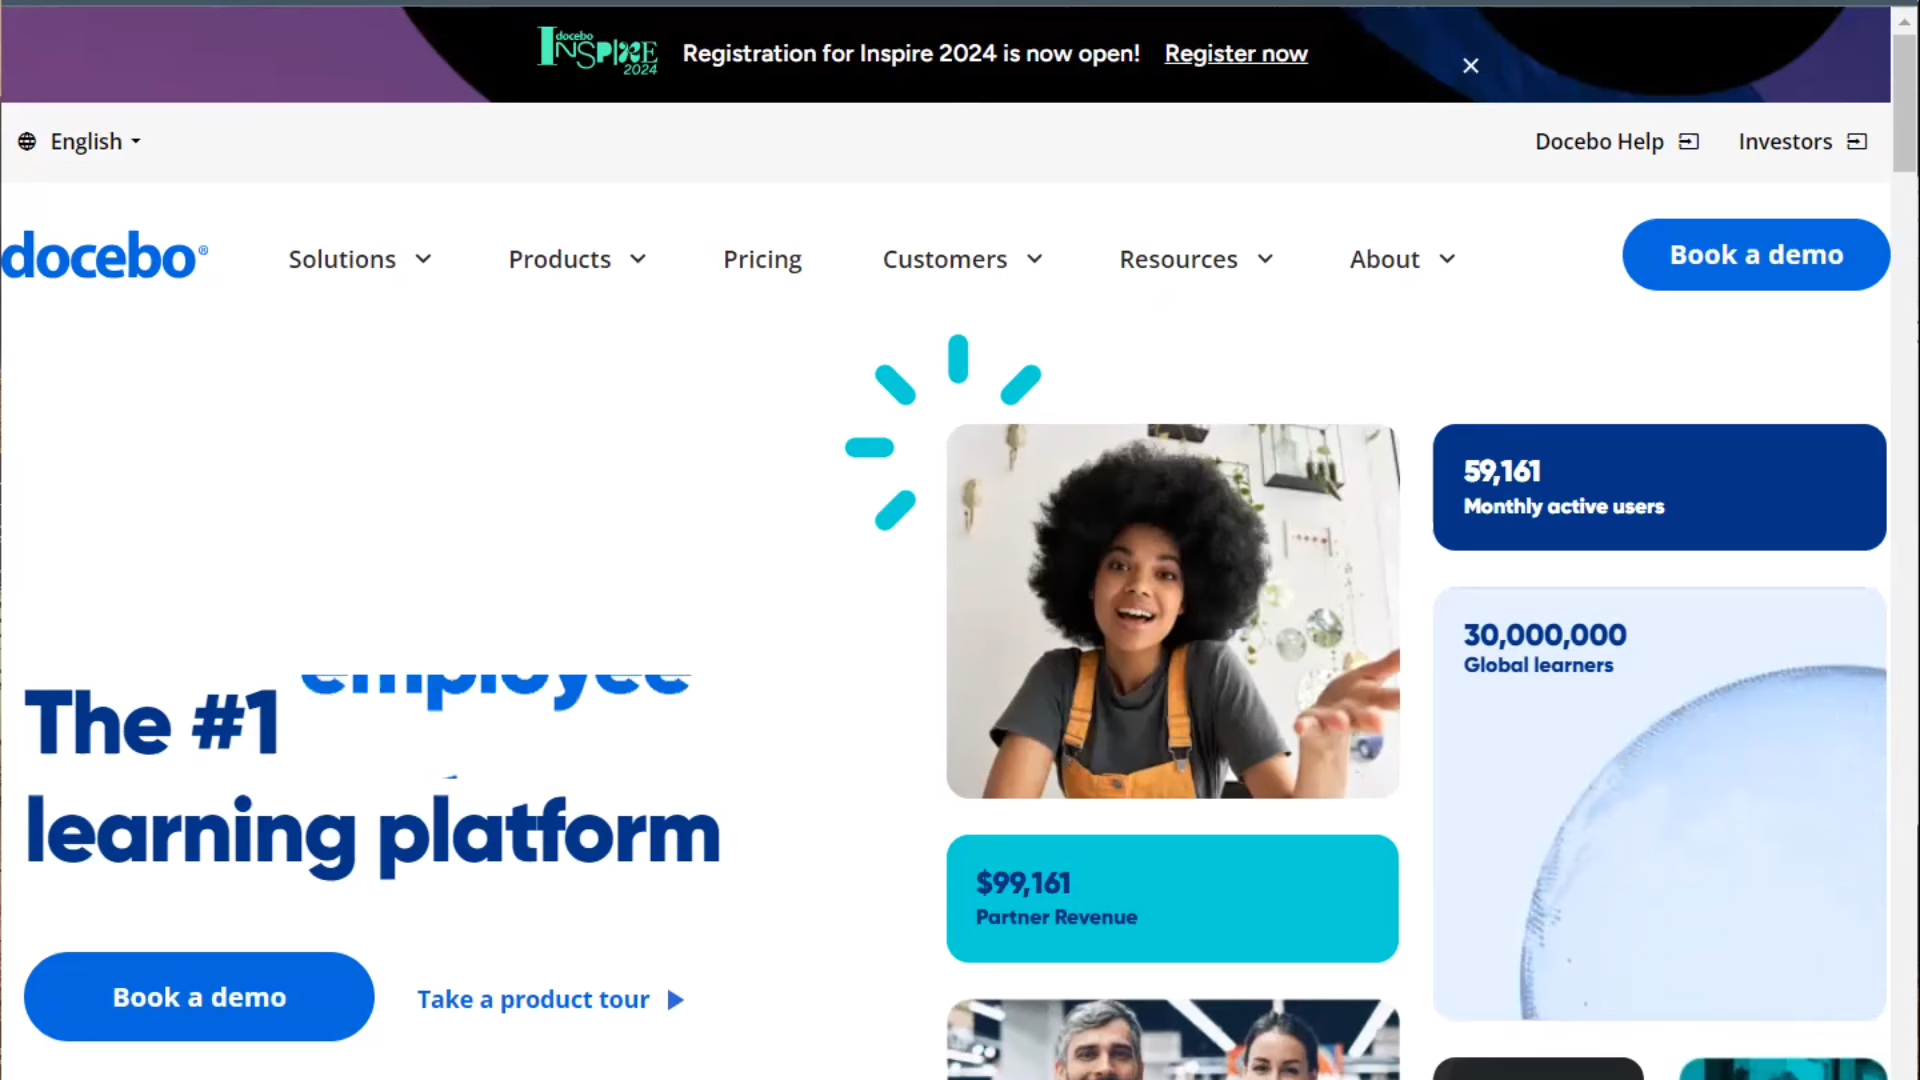 docebo INSPIRE 2024
Registration for Inspire 2024 is now open! Register now
English
Docebo Help
Investors
docebo®
Solutions
Products
Pricing
Customers
Resources
About
Book a demo
The #1 employee
learning platform
Book a demo
Take a product tour
59,161
Monthly active users
30,000,000
Global learners
$99,161
Partner Revenue